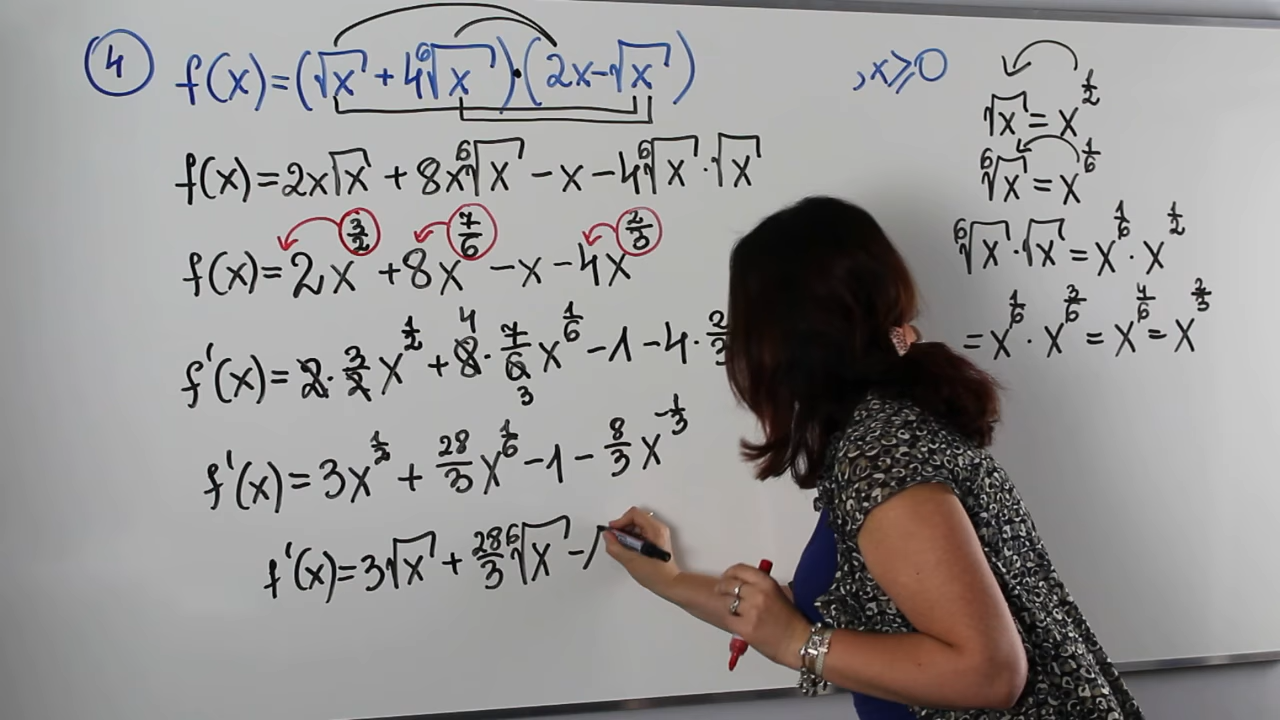 ④ f(x)=(√x + 4⁶√x)·(2x-√x) , x≥0
f(x)=2x√x + 8x⁶√x - x - 4⁶√x·√x
f(x)=2x^(3/2) + 8x^(7/6) - x - 4x^(2/3)
f'(x)=2·3/2 x^(1/2) + 8·7/6 x^(1/6) - 1 - 4·2/3
4
3
f'(x)=3x^(1/2) + 28/3 x^(1/6) - 1 - 8/3 x^(-1/3)
f'(x)=3√x + 28/3 ⁶√x -
√x = x^(1/2)
⁶√x = x^(1/6)
⁶√x·√x = x^(1/6)·x^(1/2)
= x^(1/6)·x^(3/6) = x^(4/6) = x^(2/3)